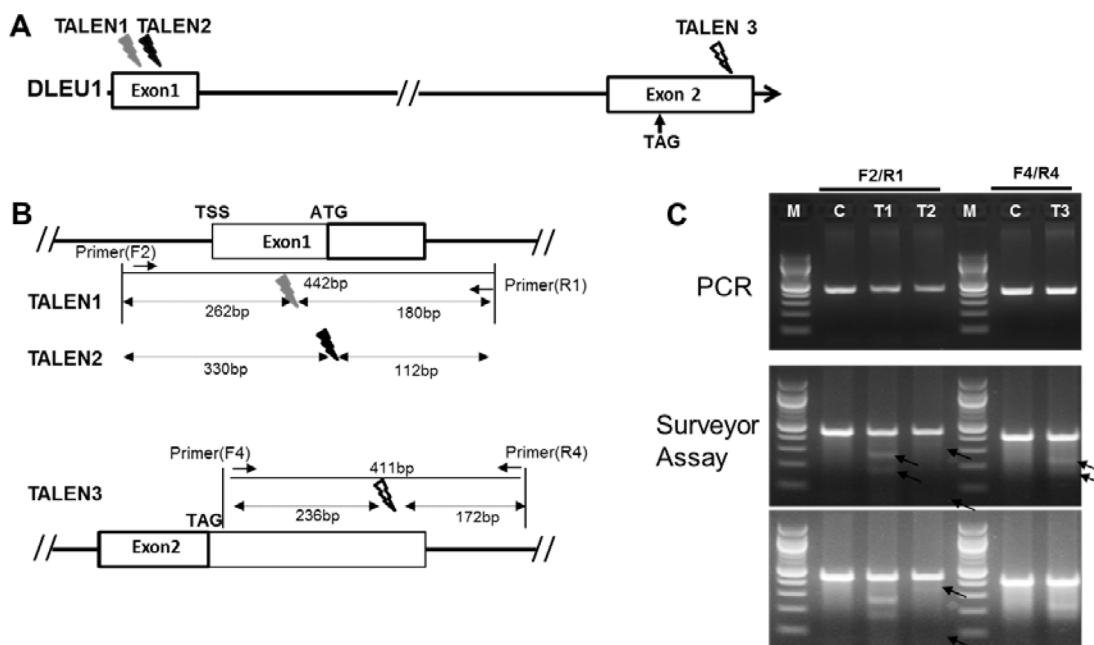 A
TALEN1 TALEN2
TALEN 3
DLEU1
Exon1
Exon 2
TAG
B
TSS ATG
Exon1
Primer(F2)
442bp
Primer(R1)
TALEN1
262bp 180bp
TALEN2
330bp 112bp
Primer(F4) Primer(R4)
411bp
TALEN3
236bp 172bp
TAG
Exon2
C
F2/R1 F4/R4
M C T1 T2 M C T3
PCR
Surveyor
Assay